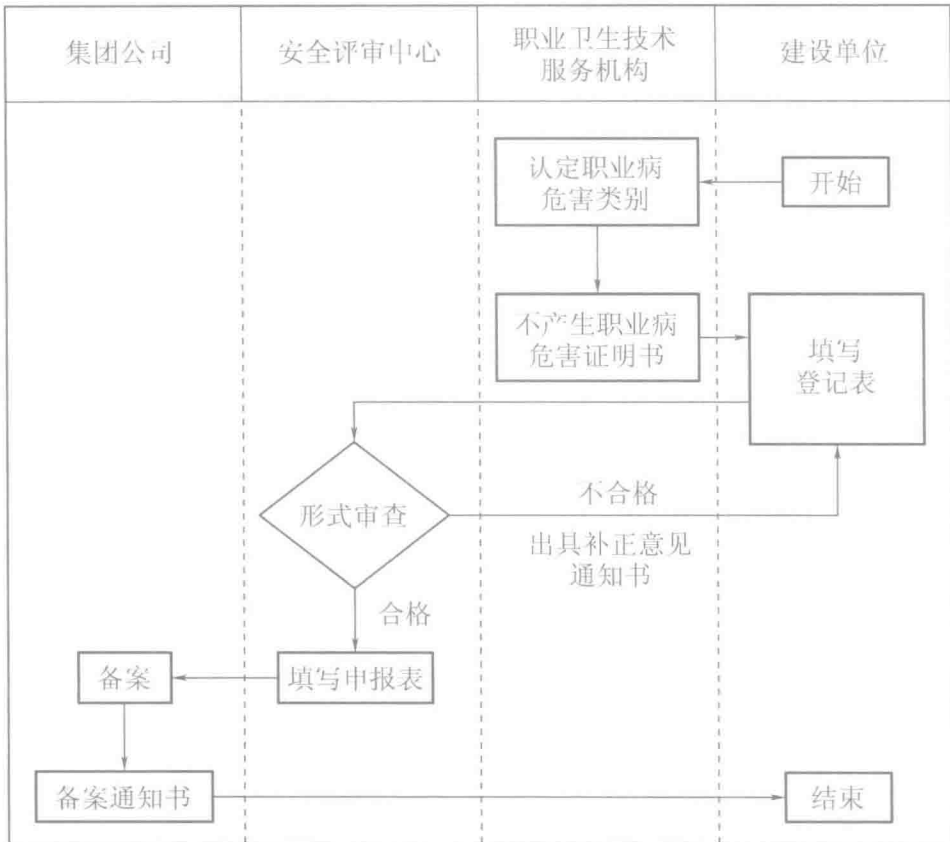 集团公司
安全评审中心
职业卫生技术
服务机构
建设单位
认定职业病
危害类别
开始
不产生职业病
危害证明书
填写
登记表
形式审查
不合格
出具补正意见
通知书
合格
备案
填写申报表
备案通知书
结束